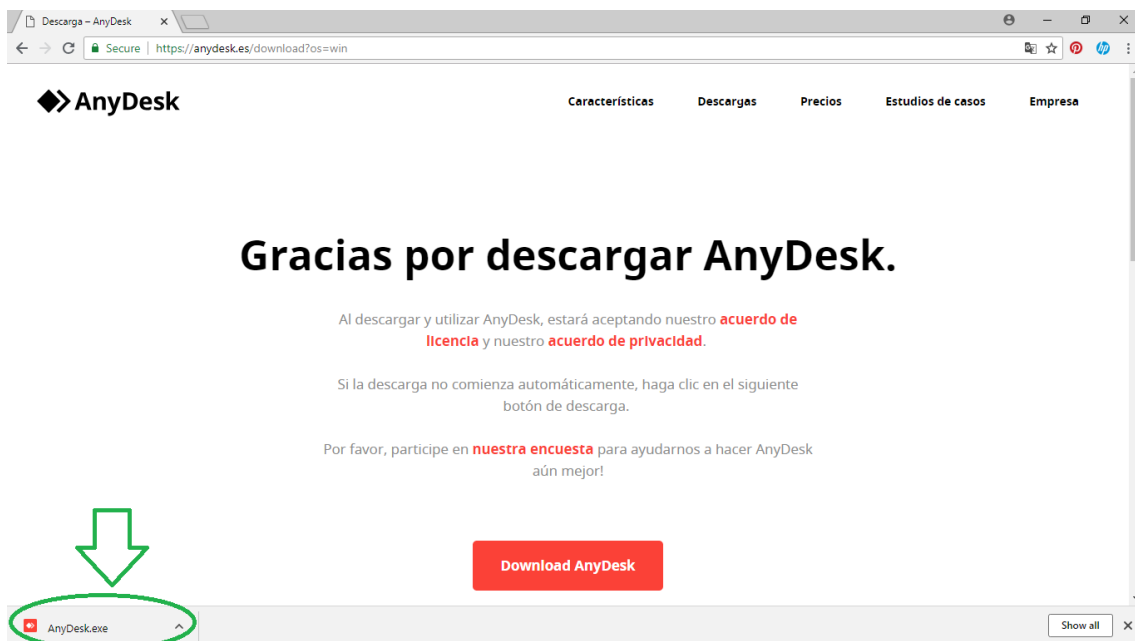 Descarga – AnyDesk
Secure | https://anydesk.es/download?os=win
AnyDesk
Características Descargas Precios Estudios de casos Empresa
Gracias por descargar AnyDesk.
Al descargar y utilizar AnyDesk, estará aceptando nuestro acuerdo de
licencia y nuestro acuerdo de privacidad.
Si la descarga no comienza automáticamente, haga clic en el siguiente
botón de descarga.
Por favor, participe en nuestra encuesta para ayudarnos a hacer AnyDesk
aún mejor!
Download AnyDesk
AnyDesk.exe
Show all